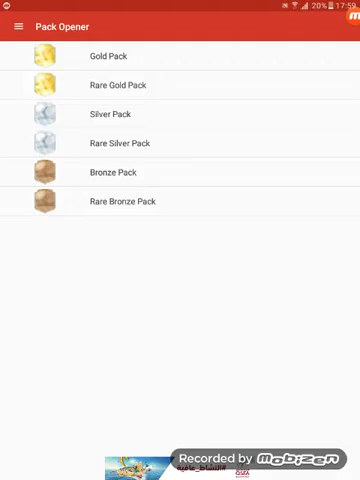 20% 17:59
Pack Opener
Gold Pack
Rare Gold Pack
Silver Pack
Rare Silver Pack
Bronze Pack
Rare Bronze Pack
#النشاط_عافية
Recorded by mobizen